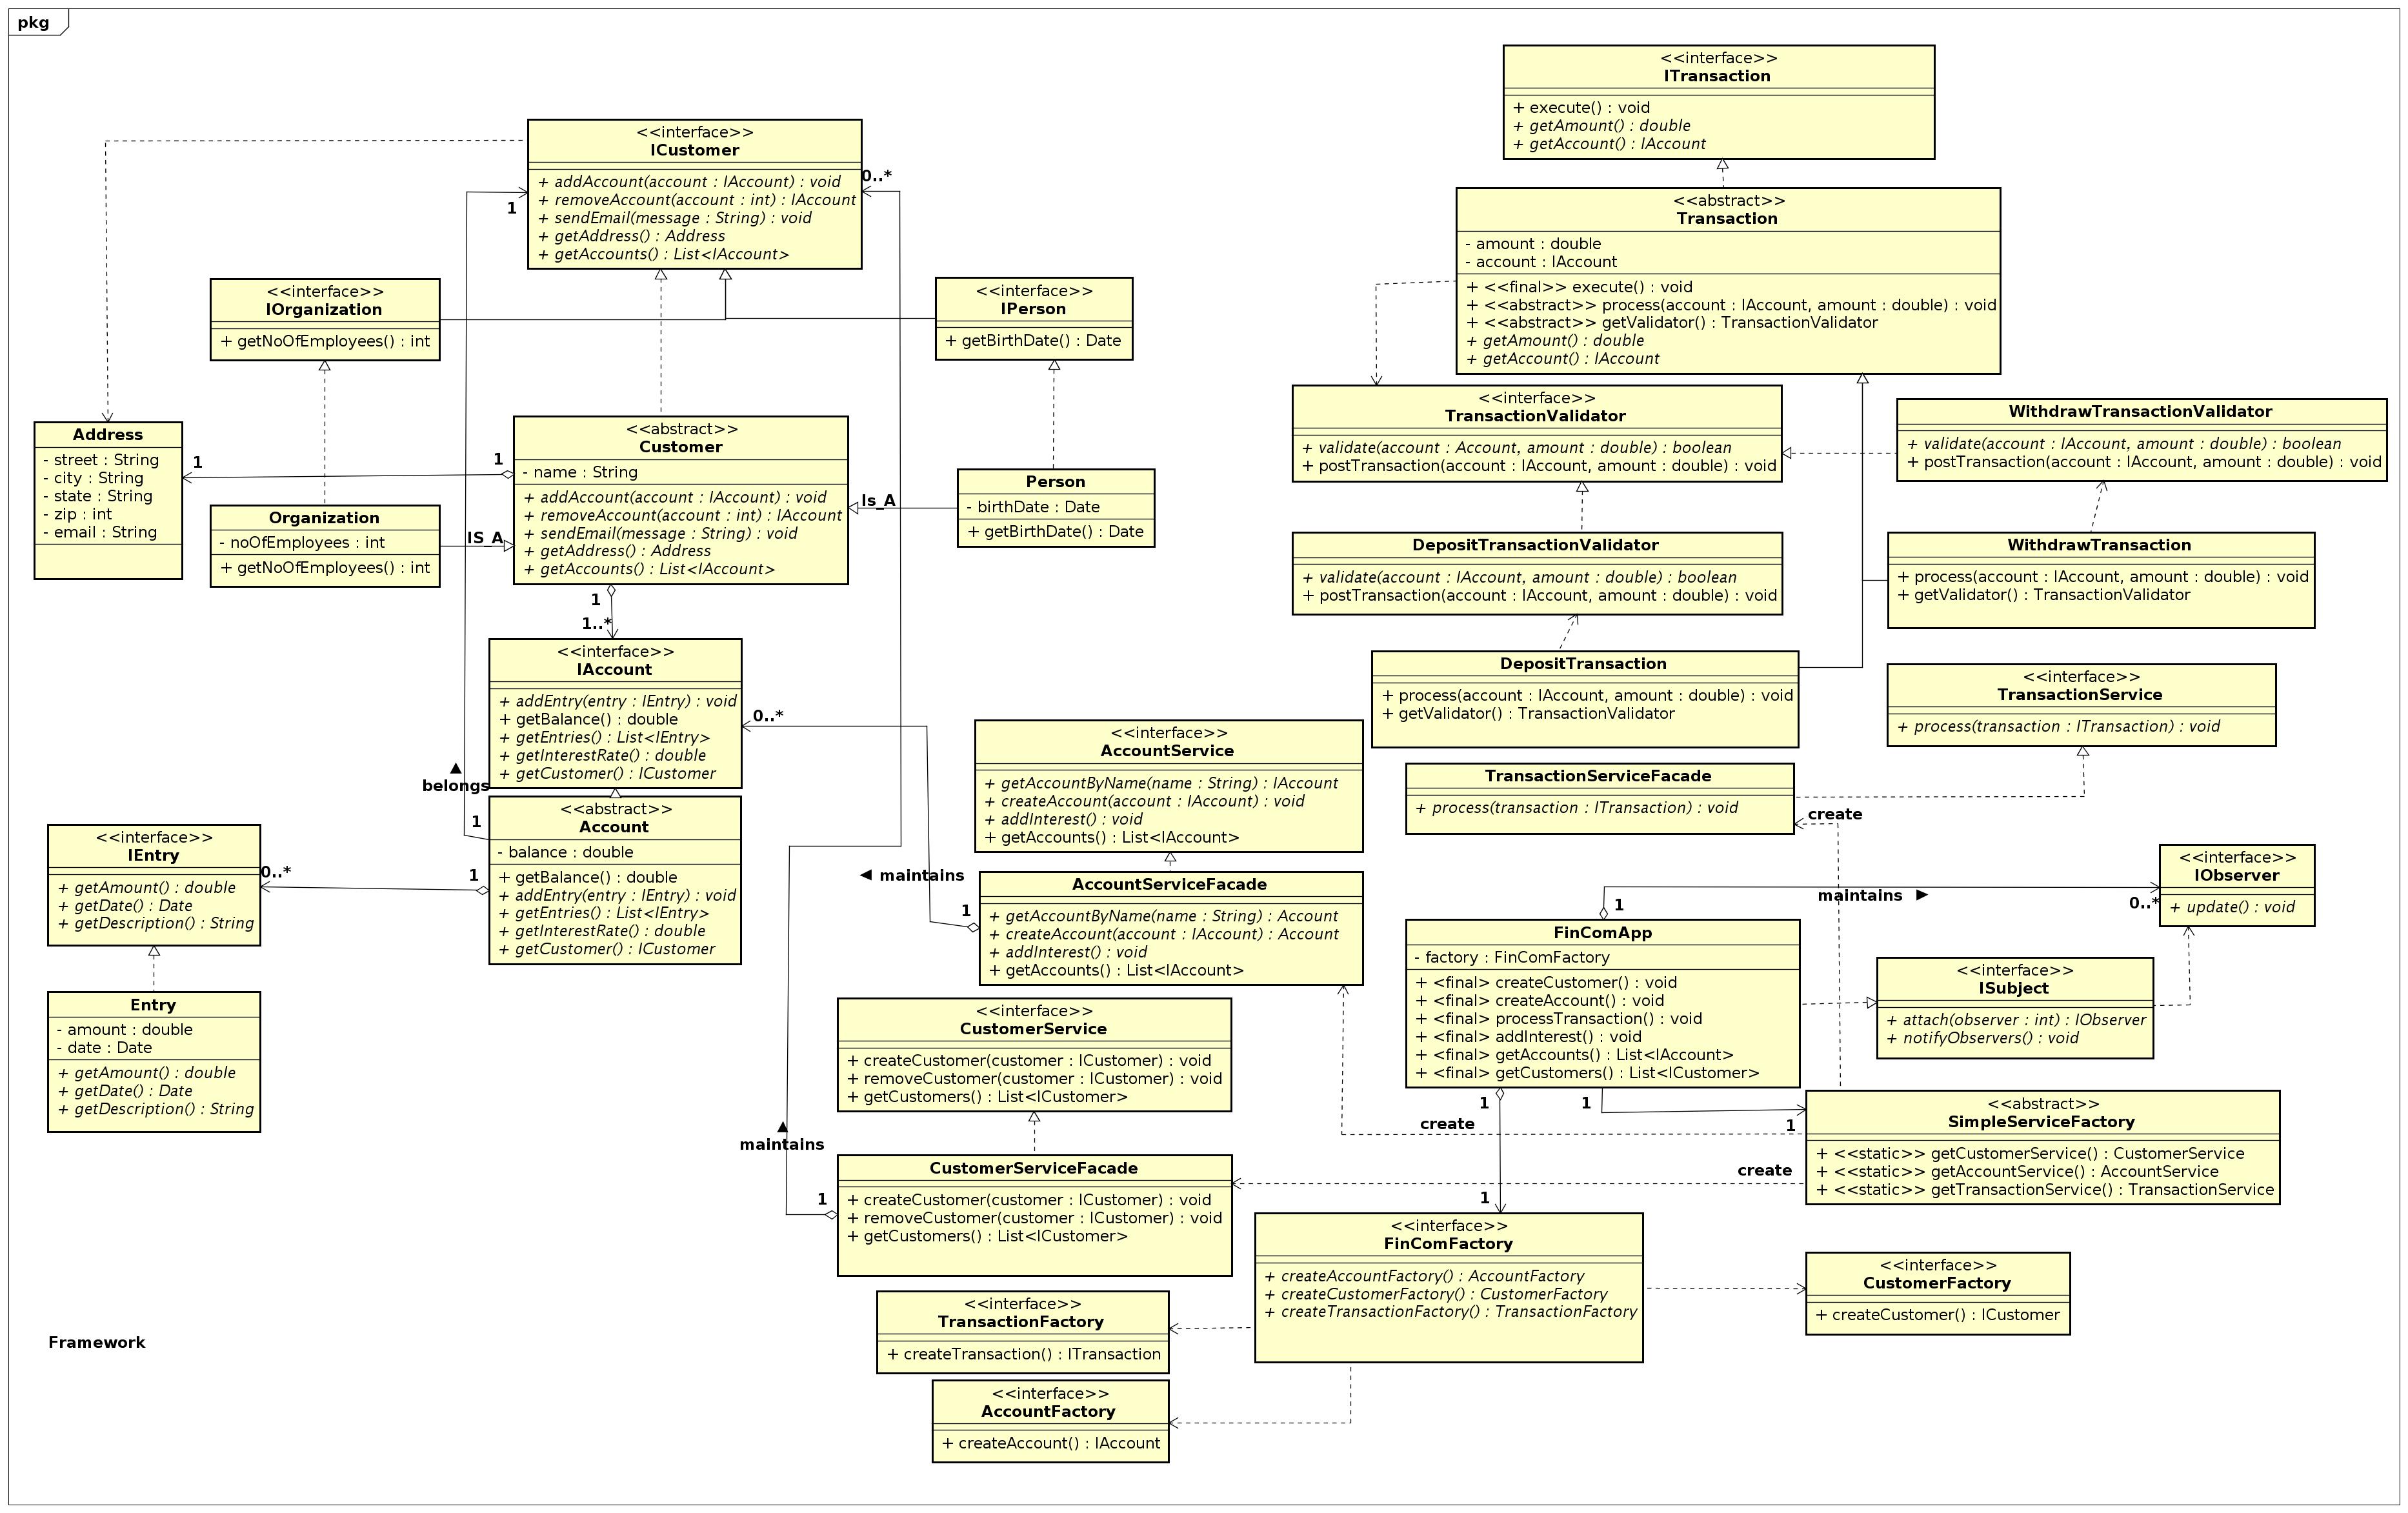 pkg
<<interface>>
ITransaction
+ execute() : void
+ getAmount() : double
+ getAccount() : IAccount
<<interface>>
ICustomer
+ addAccount(account : IAccount) : void
+ removeAccount(account : int) : IAccount
+ sendEmail(message : String) : void
+ getAddress() : Address
+ getAccounts() : List<IAccount>
0..*
1
<<abstract>>
Transaction
- amount : double
- account : IAccount
+ <<final>> execute() : void
+ <<abstract>> process(account : IAccount, amount : double) : void
+ <<abstract>> getValidator() : TransactionValidator
+ getAmount() : double
+ getAccount() : IAccount
<<interface>>
IOrganization
+ getNoOfEmployees() : int
<<interface>>
IPerson
+ getBirthDate() : Date
<<interface>>
TransactionValidator
+ validate(account : Account, amount : double) : boolean
+ postTransaction(account : IAccount, amount : double) : void
WithdrawTransactionValidator
+ validate(account : IAccount, amount : double) : boolean
+ postTransaction(account : IAccount, amount : double) : void
Address
- street : String
- city : String
- state : String
- zip : int
- email : String
1
1
<<abstract>>
Customer
- name : String
+ addAccount(account : IAccount) : void
+ removeAccount(account : int) : IAccount
+ sendEmail(message : String) : void
+ getAddress() : Address
+ getAccounts() : List<IAccount>
Is_A
Person
- birthDate : Date
+ getBirthDate() : Date
Organization
- noOfEmployees : int
+ getNoOfEmployees() : int
IS_A
DepositTransactionValidator
+ validate(account : IAccount, amount : double) : boolean
+ postTransaction(account : IAccount, amount : double) : void
WithdrawTransaction
+ process(account : IAccount, amount : double) : void
+ getValidator() : TransactionValidator
1
1..*
<<interface>>
IAccount
+ addEntry(entry : IEntry) : void
+ getBalance() : double
+ getEntries() : List<IEntry>
+ getInterestRate() : double
+ getCustomer() : ICustomer
0..*
DepositTransaction
+ process(account : IAccount, amount : double) : void
+ getValidator() : TransactionValidator
<<interface>>
TransactionService
+ process(transaction : ITransaction) : void
<<interface>>
AccountService
+ getAccountByName(name : String) : IAccount
+ createAccount(account : IAccount) : void
+ addInterest() : void
+ getAccounts() : List<IAccount>
TransactionServiceFacade
+ process(transaction : ITransaction) : void
create
▲
belongs
1
<<abstract>>
Account
- balance : double
+ getBalance() : double
+ addEntry(entry : IEntry) : void
+ getEntries() : List<IEntry>
+ getInterestRate() : double
+ getCustomer() : ICustomer
1
0..*
<<interface>>
IEntry
+ getAmount() : double
+ getDate() : Date
+ getDescription() : String
◀ maintains
1
AccountServiceFacade
+ getAccountByName(name : String) : Account
+ createAccount(account : IAccount) : Account
+ addInterest() : void
+ getAccounts() : List<IAccount>
<<interface>>
IObserver
+ update() : void
maintains ▶
0..*
1
FinComApp
- factory : FinComFactory
+ <final> createCustomer() : void
+ <final> createAccount() : void
+ <final> processTransaction() : void
+ <final> addInterest() : void
+ <final> getAccounts() : List<IAccount>
+ <final> getCustomers() : List<ICustomer>
<<interface>>
ISubject
+ attach(observer : int) : IObserver
+ notifyObservers() : void
Entry
- amount : double
- date : Date
+ getAmount() : double
+ getDate() : Date
+ getDescription() : String
<<interface>>
CustomerService
+ createCustomer(customer : ICustomer) : void
+ removeCustomer(customer : ICustomer) : void
+ getCustomers() : List<ICustomer>
1
1
create
1
<<abstract>>
SimpleServiceFactory
+ <<static>> getCustomerService() : CustomerService
+ <<static>> getAccountService() : AccountService
+ <<static>> getTransactionService() : TransactionService
▲
maintains
1
CustomerServiceFacade
+ createCustomer(customer : ICustomer) : void
+ removeCustomer(customer : ICustomer) : void
+ getCustomers() : List<ICustomer>
create
1
<<interface>>
FinComFactory
+ createAccountFactory() : AccountFactory
+ createCustomerFactory() : CustomerFactory
+ createTransactionFactory() : TransactionFactory
<<interface>>
CustomerFactory
+ createCustomer() : ICustomer
<<interface>>
TransactionFactory
+ createTransaction() : ITransaction
Framework
<<interface>>
AccountFactory
+ createAccount() : IAccount